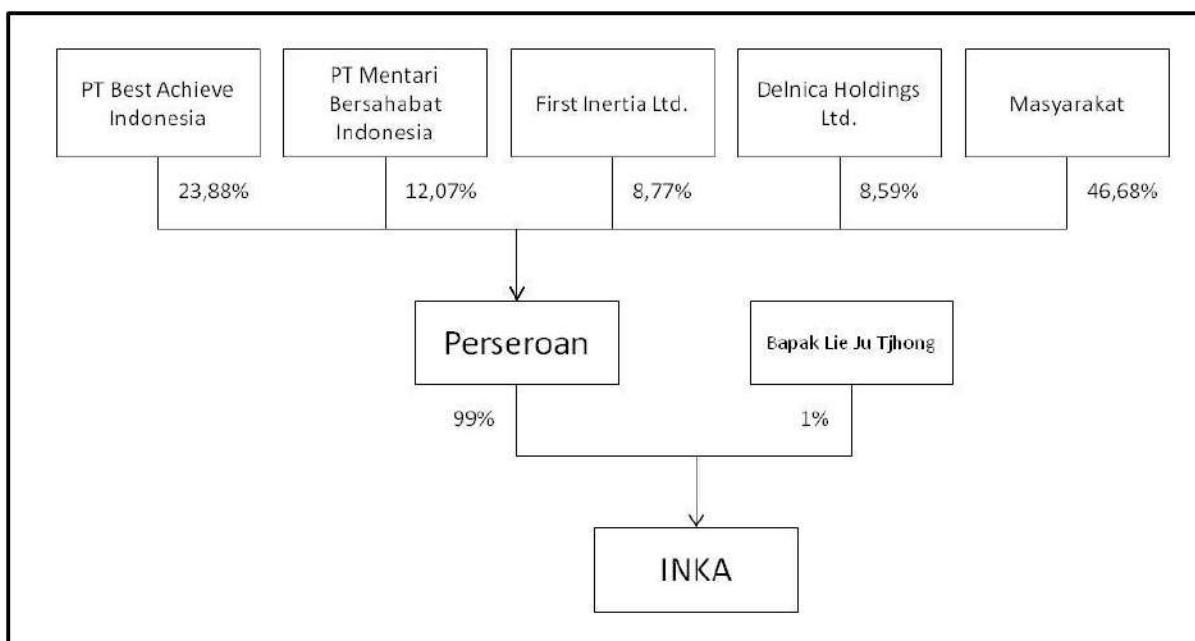 PT Best Achieve
Indonesia
PT Mentari
Bersahabat
Indonesia
First Inertia Ltd.
Delnica Holdings
Ltd.
Masyarakat
23,88%
12,07%
8,77%
8,59%
46,68%
Perseroan
Bapak Lie Ju Tjhong
99%
1%
INKA